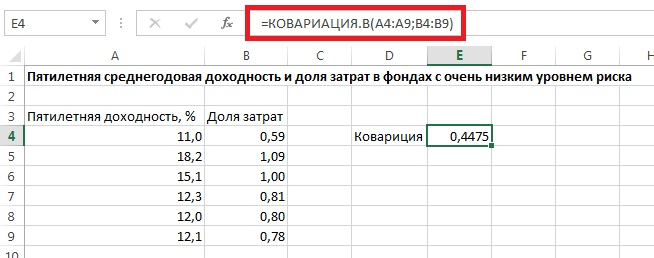 E4 fx =КОВАРИАЦИЯ.В(A4:A9;B4:B9)
A B C D E F G H
1 Пятилетняя среднегодовая доходность и доля затрат в фондах с очень низким уровнем риска
2
3 Пятилетняя доходность, % Доля затрат
4 11,0 0,59 Ковариция 0,4475
5 18,2 1,09
6 15,1 1,00
7 12,3 0,81
8 12,0 0,80
9 12,1 0,78
10